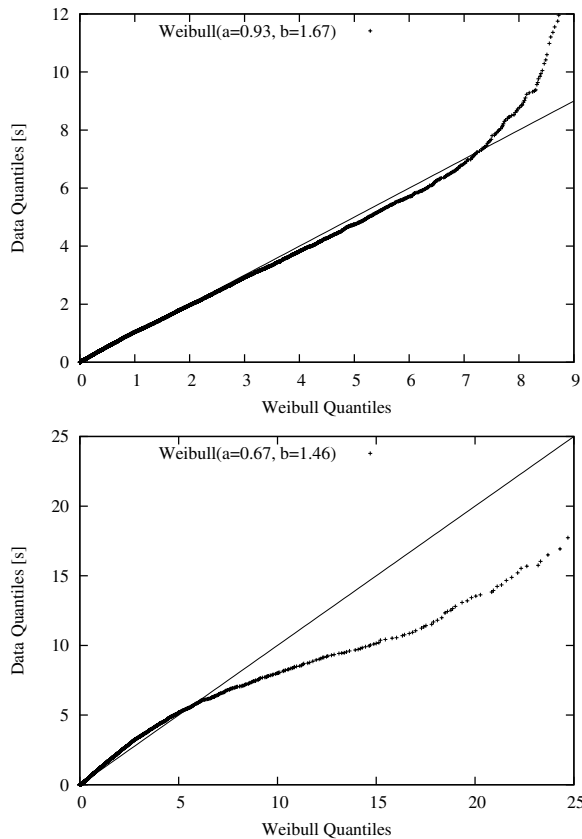 12
10
8
6
4
2
0
Data Quantiles [s]
Weibull(a=0.93, b=1.67)
0 1 2 3 4 5 6 7 8 9
Weibull Quantiles
25
20
15
10
5
0
Data Quantiles [s]
Weibull(a=0.67, b=1.46)
0 5 10 15 20 25
Weibull Quantiles